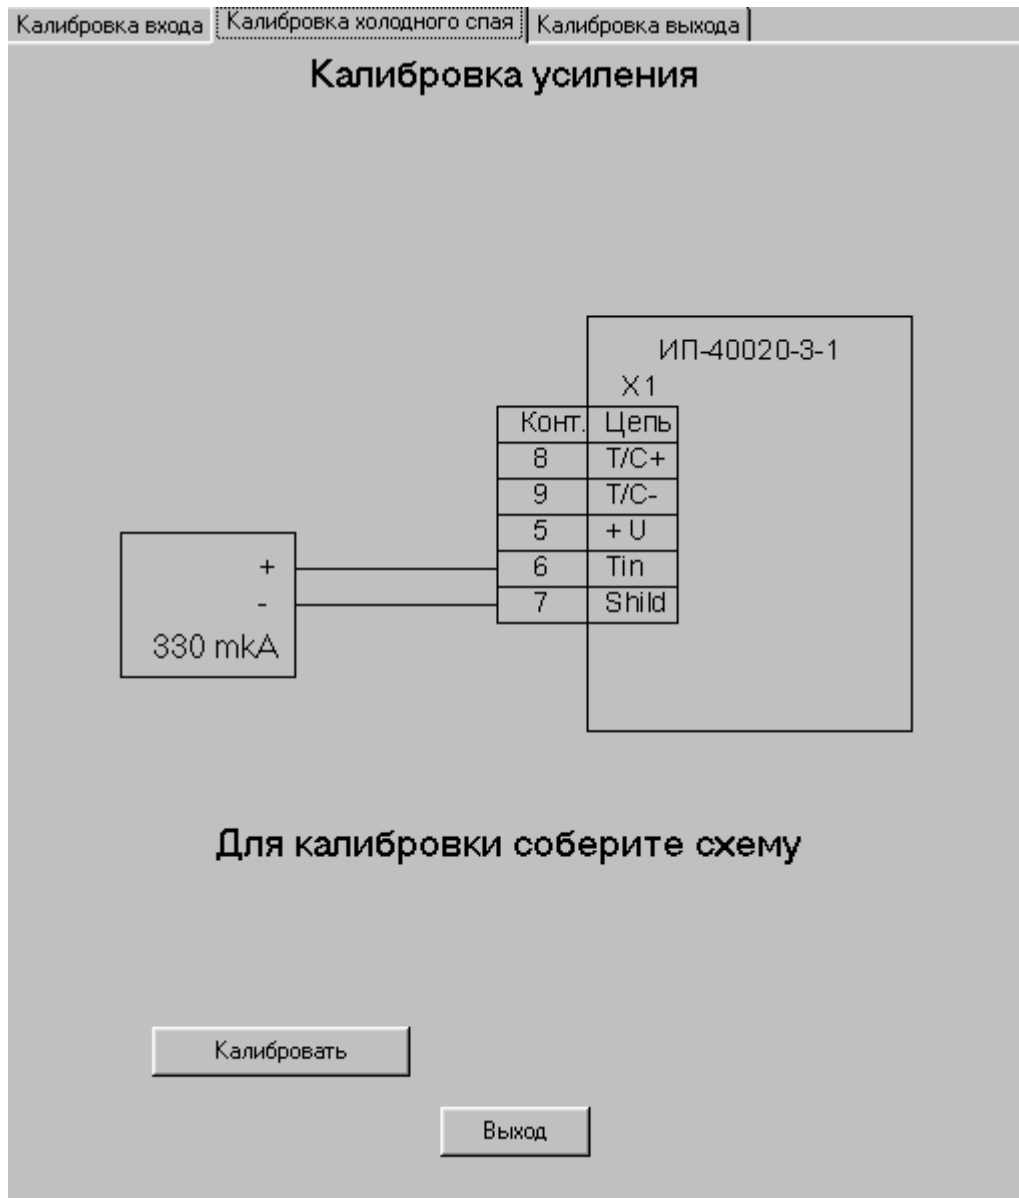 Калибровка входа Калибровка холодного спая Калибровка выхода
Калибровка усиления
ИП-40020-3-1
X1
Конт. Цепь
8 T/C+
9 T/C-
5 + U
+ 6 Tin
- 7 Shild
330 mkA
Для калибровки соберите схему
Калибровать
Выход